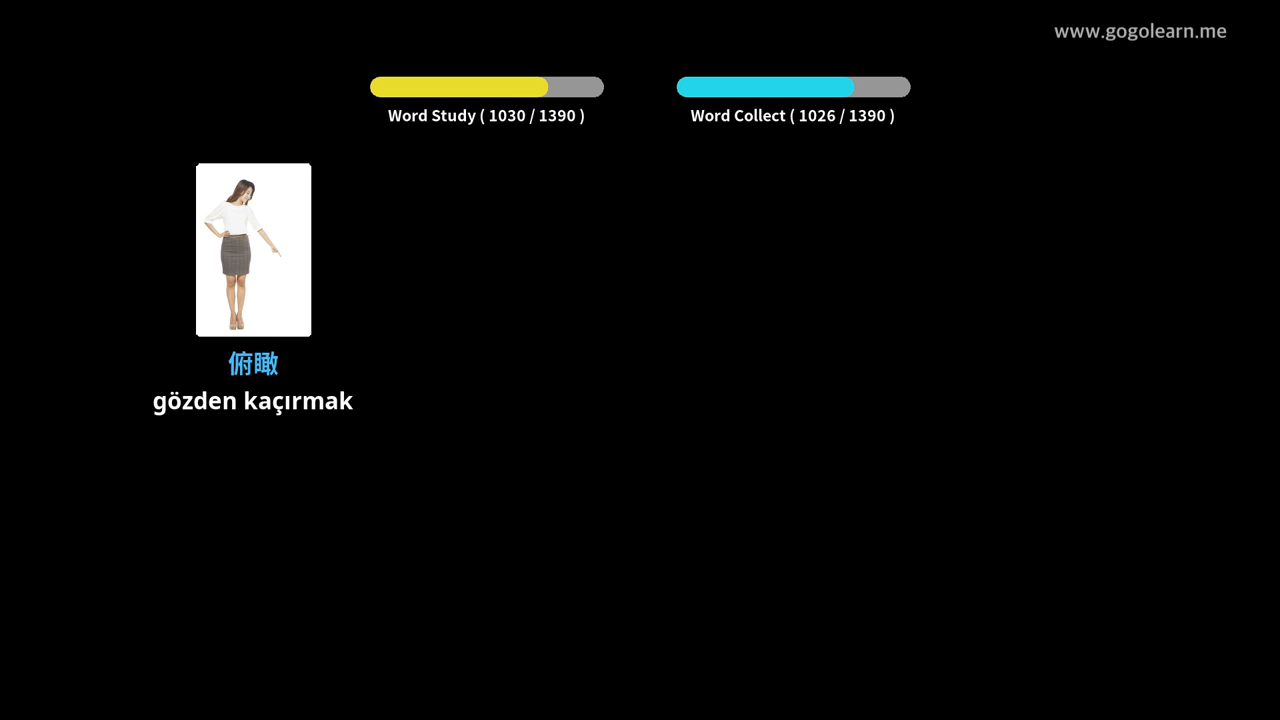 www.gogolearn.me
Word Study ( 1030 / 1390 )
Word Collect ( 1026 / 1390 )
俯瞰
gözden kaçırmak